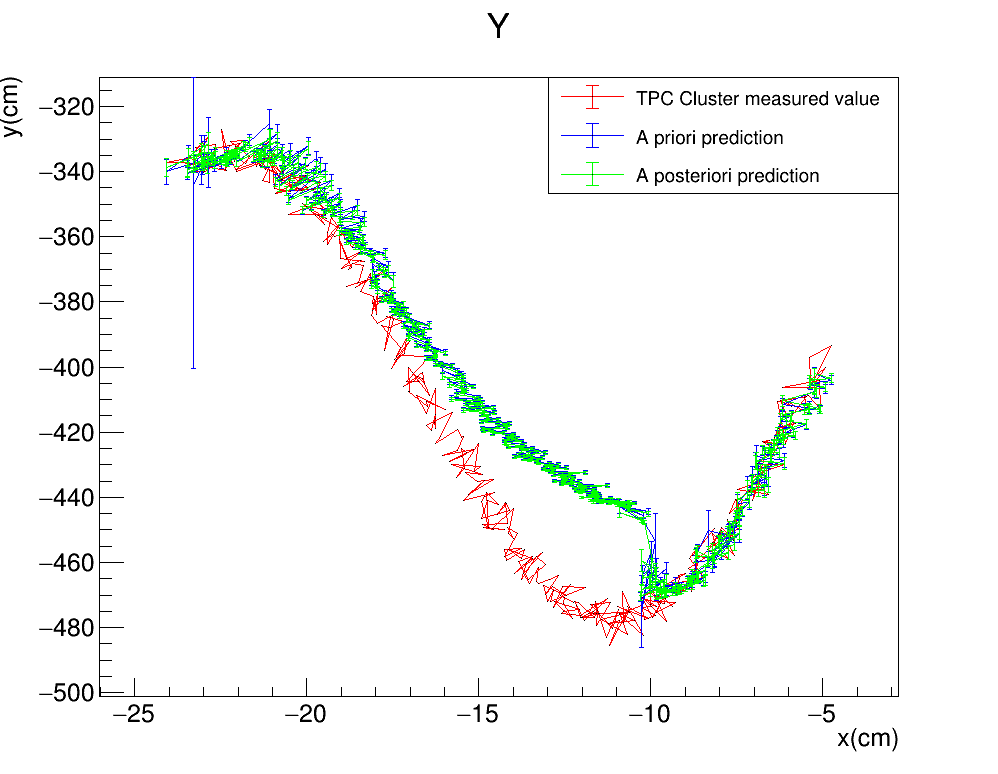 Y
y(cm)
TPC Cluster measured value
A priori prediction
A posteriori prediction
−320
−340
−360
−380
−400
−420
−440
−460
−480
−500
−25 −20 −15 −10 −5
x(cm)